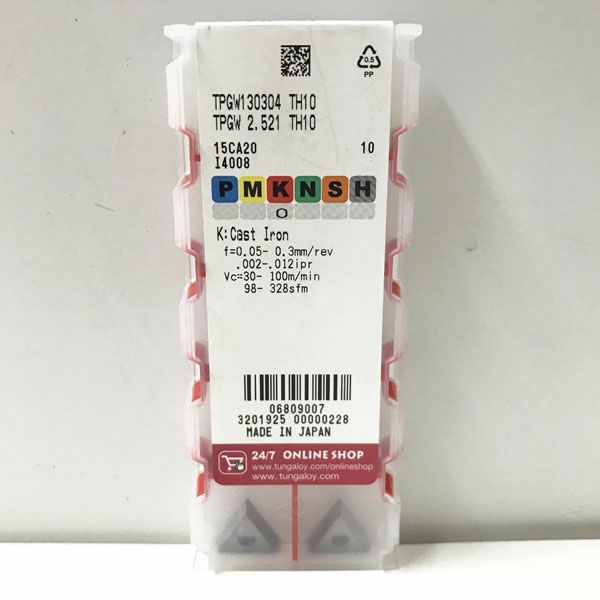 0.5
PP
TPGW130304 TH10
TPGW 2.521 TH10
15CA20 10
I4008
P M K N S H
O
K:Cast Iron
f=0.05- 0.3mm/rev
.002-.012ipr
Vc=30- 100m/min
98- 328sfm
06809007
3201925 00000228
MADE IN JAPAN
24/7 ONLINE SHOP
www.tungaloy.com/onlineshop
www.tungaloy.com